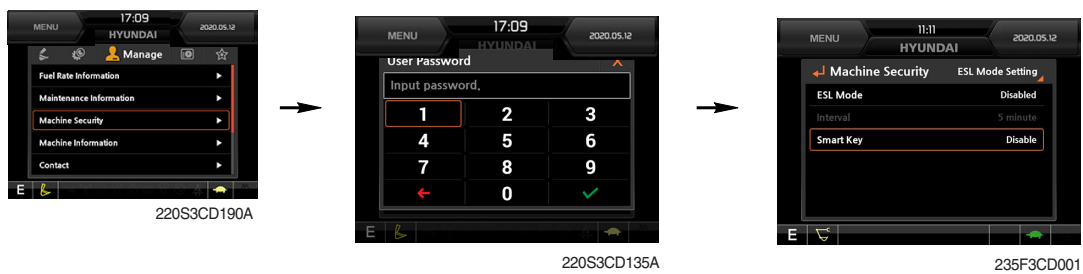 MENU
17:09
HYUNDAI
2020.05.12
Manage
Fuel Rate Information
Maintenance Information
Machine Security
Machine Information
Contact
E
220S3CD190A
MENU
17:09
HYUNDAI
2020.05.12
User Password
X
Input password.
1 2 3
4 5 6
7 8 9
0
E
220S3CD135A
MENU
11:11
HYUNDAI
2020.05.12
Machine Security ESL Mode Setting
ESL Mode Disabled
Interval 5 minute
Smart Key Disable
E
235F3CD001